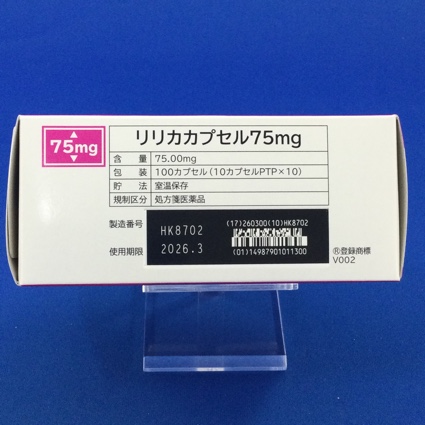 75mg
リリカカプセル75mg
含量 75.00mg
包装 100カプセル(10カプセルPTP×10)
貯法 室温保存
規制区分 処方箋医薬品
製造番号 HK8702
使用期限 2026.3
(17)260300(10)HK8702
(01)14987901011300
®登録商標
V002